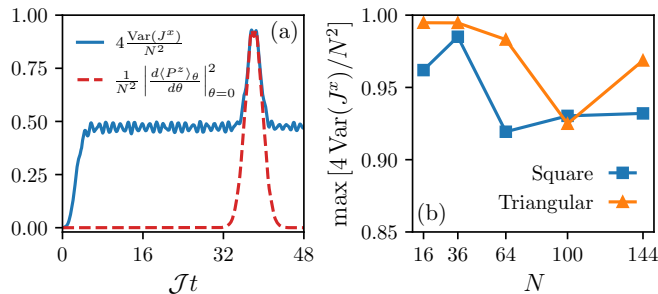 1.00
0.75
0.50
0.25
0.00
0
16
32
48
𝒥t
(a)
4 Var(J^x)/N^2
1/N^2 |d⟨P^z⟩_θ/dθ|^2_{θ=0}
max [4 Var(J^x)/N^2]
1.00
0.95
0.90
0.85
16
36
64
100
144
N
(b)
Square
Triangular